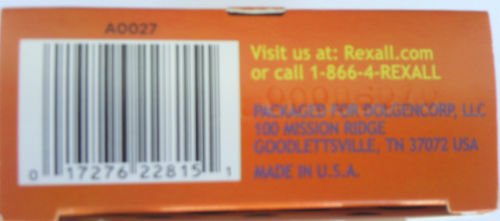 A0027
Visit us at: Rexall.com
or call 1-866-4-REXALL
PACKAGED FOR DOLGENCORP, LLC
100 MISSION RIDGE
GOODLETTSVILLE, TN 37072 USA
MADE IN U.S.A.
0 17276 22815 1